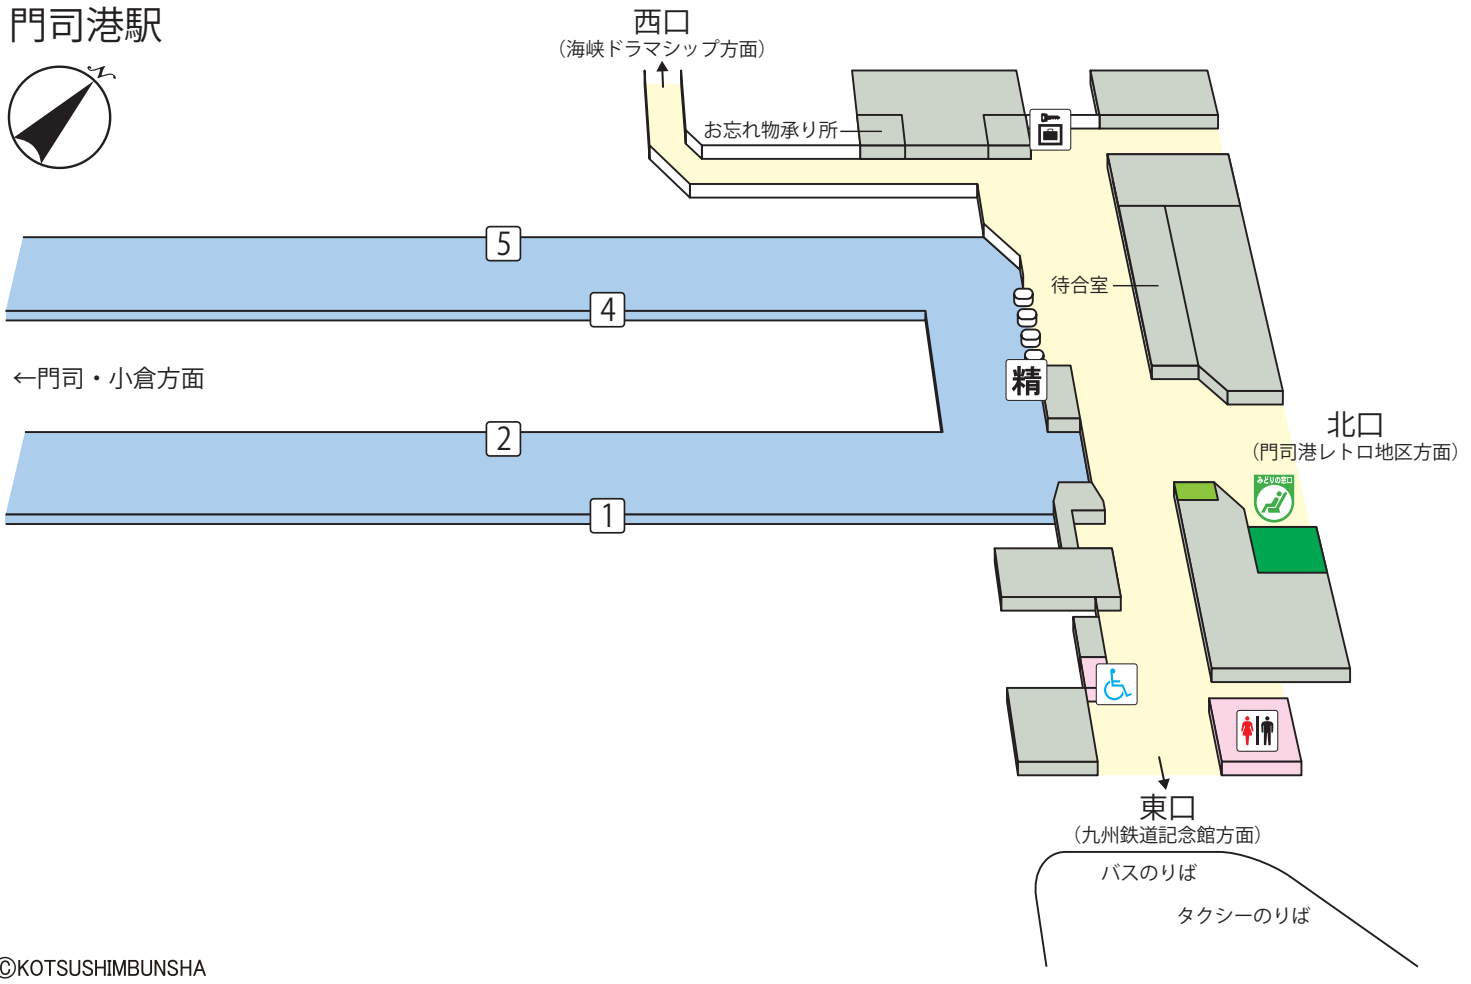 門司港駅
N
西口
（海峡ドラマシップ方面）
お忘れ物承り所
5
待合室
4
←門司・小倉方面
精
北口
（門司港レトロ地区方面）
2
みどりの窓口
1
東口
（九州鉄道記念館方面）
バスのりば
タクシーのりば
©KOTSUSHIMBUNSHA